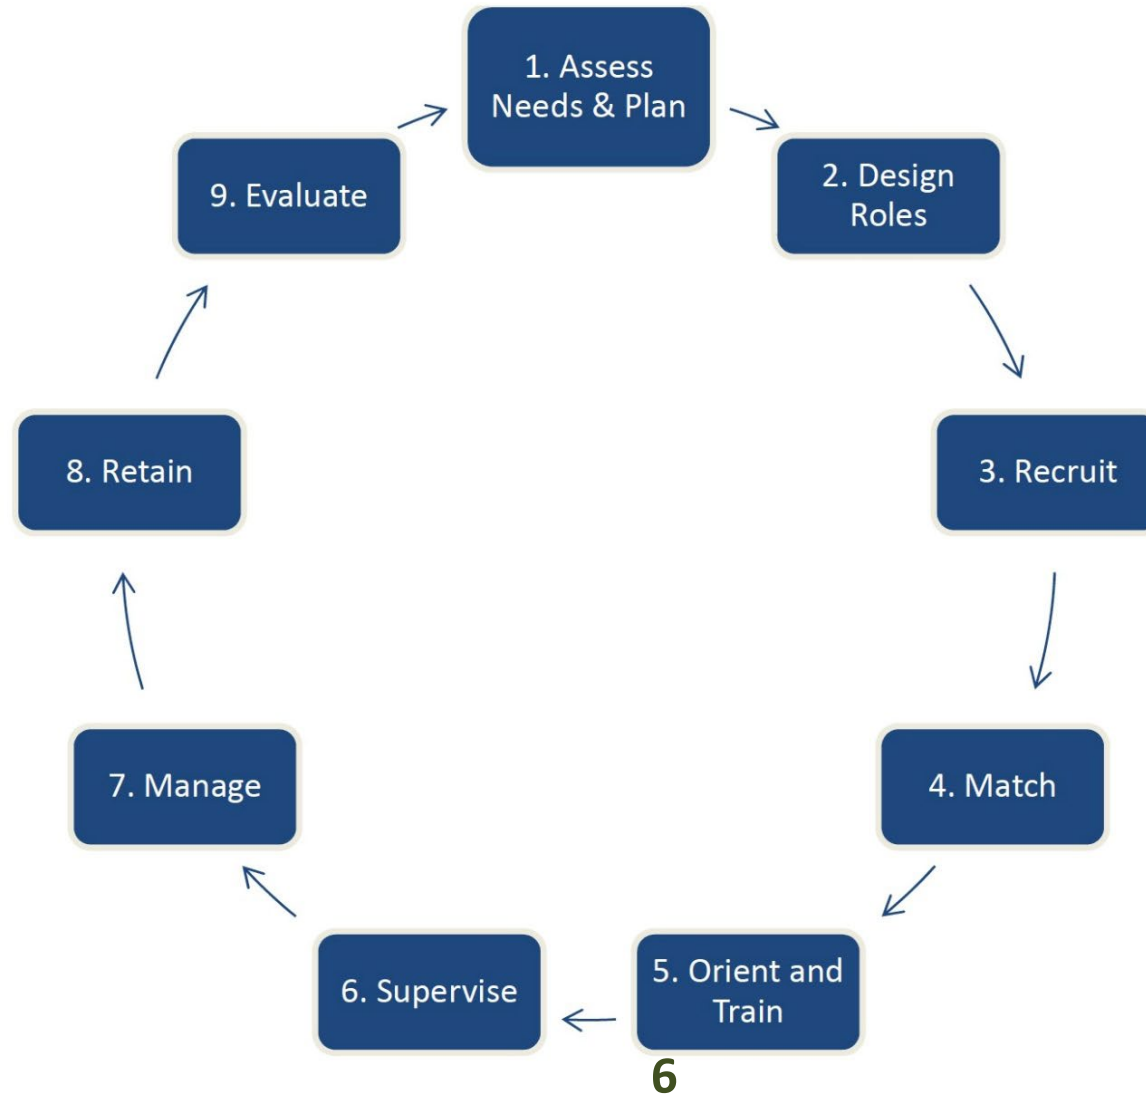 1. Assess
Needs & Plan
2. Design
Roles
3. Recruit
4. Match
5. Orient and
Train
6. Supervise
7. Manage
8. Retain
9. Evaluate
6